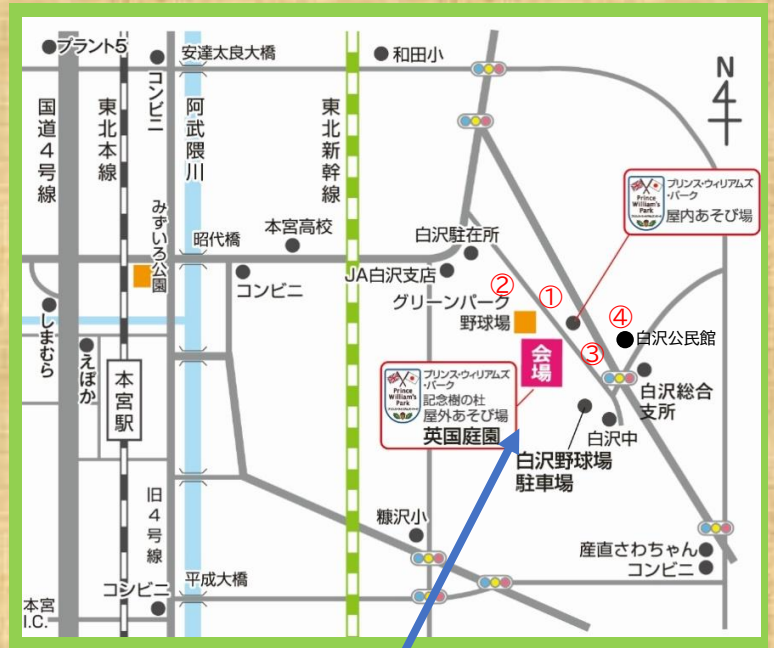 プラント5
コンビニ
安達太良大橋
和田小
N
国道4号線
東北本線
阿武隈川
東北新幹線
プリンス・ウィリアムズ
・パーク
屋内あそび場
Prince
William's
Park
みずいろ公園
昭代橋
本宮高校
白沢駐在所
JA白沢支店
コンビニ
②
①
グリーンパーク
野球場
④
白沢公民館
③
会場
しまむら
えぽか
本宮駅
プリンス・ウィリアムズ
・パーク
記念樹の杜
屋外あそび場
英国庭園
Prince
William's
Park
白沢総合
支所
白沢中
白沢野球場
駐車場
旧4号線
糠沢小
産直さわちゃん
コンビニ
平成大橋
コンビニ
本宮
I.C.